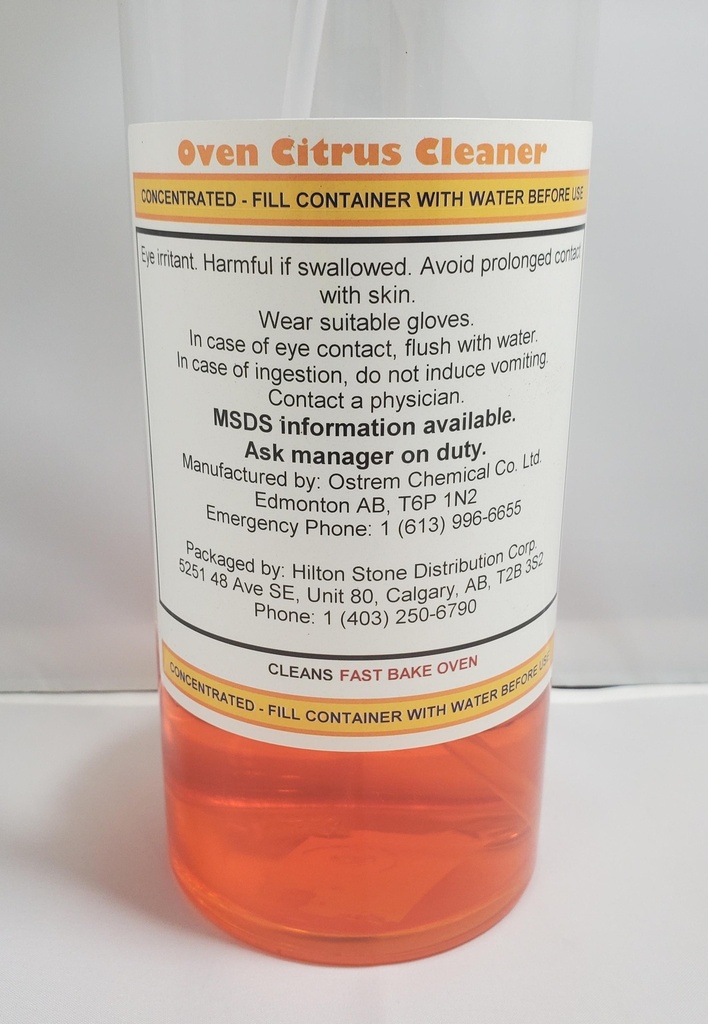 Oven Citrus Cleaner
CONCENTRATED - FILL CONTAINER WITH WATER BEFORE USE
Eye irritant. Harmful if swallowed. Avoid prolonged contact
with skin.
Wear suitable gloves.
In case of eye contact, flush with water.
In case of ingestion, do not induce vomiting.
Contact a physician.
MSDS information available.
Ask manager on duty.
Manufactured by: Ostrem Chemical Co. Ltd.
Edmonton AB, T6P 1N2
Emergency Phone: 1 (613) 996-6655
Packaged by: Hilton Stone Distribution Corp.
5251 48 Ave SE, Unit 80, Calgary, AB, T2B 3S2
Phone: 1 (403) 250-6790
CLEANS FAST BAKE OVEN
CONCENTRATED - FILL CONTAINER WITH WATER BEFORE USE